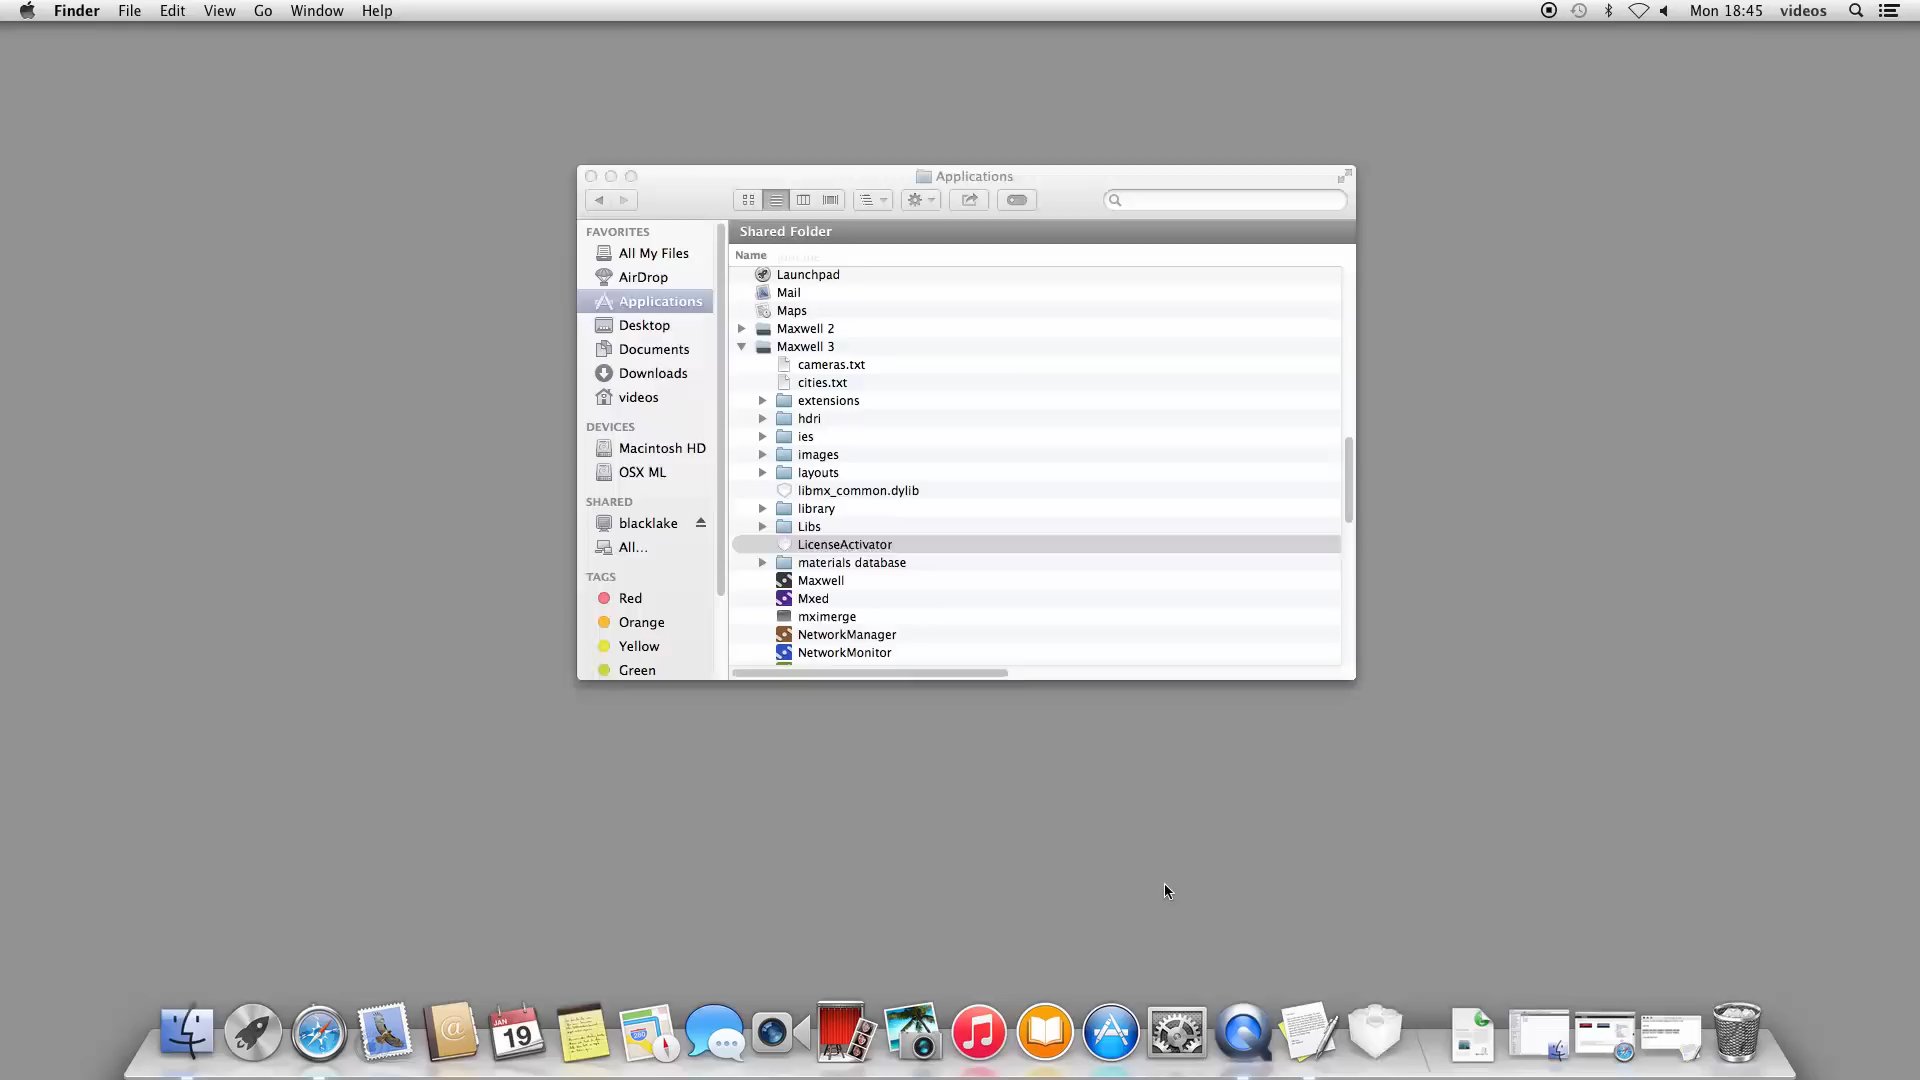 Finder File Edit View Go Window Help Mon 18:45 videos
Applications
FAVORITES
All My Files
AirDrop
Applications
Desktop
Documents
Downloads
videos
DEVICES
Macintosh HD
OSX ML
SHARED
blacklake
All...
TAGS
Red
Orange
Yellow
Green
Shared Folder
Name
Launchpad
Mail
Maps
Maxwell 2
Maxwell 3
cameras.txt
cities.txt
extensions
hdri
ies
images
layouts
libmx_common.dylib
library
Libs
LicenseActivator
materials database
Maxwell
Mxed
mximerge
NetworkManager
NetworkMonitor
JAN
19